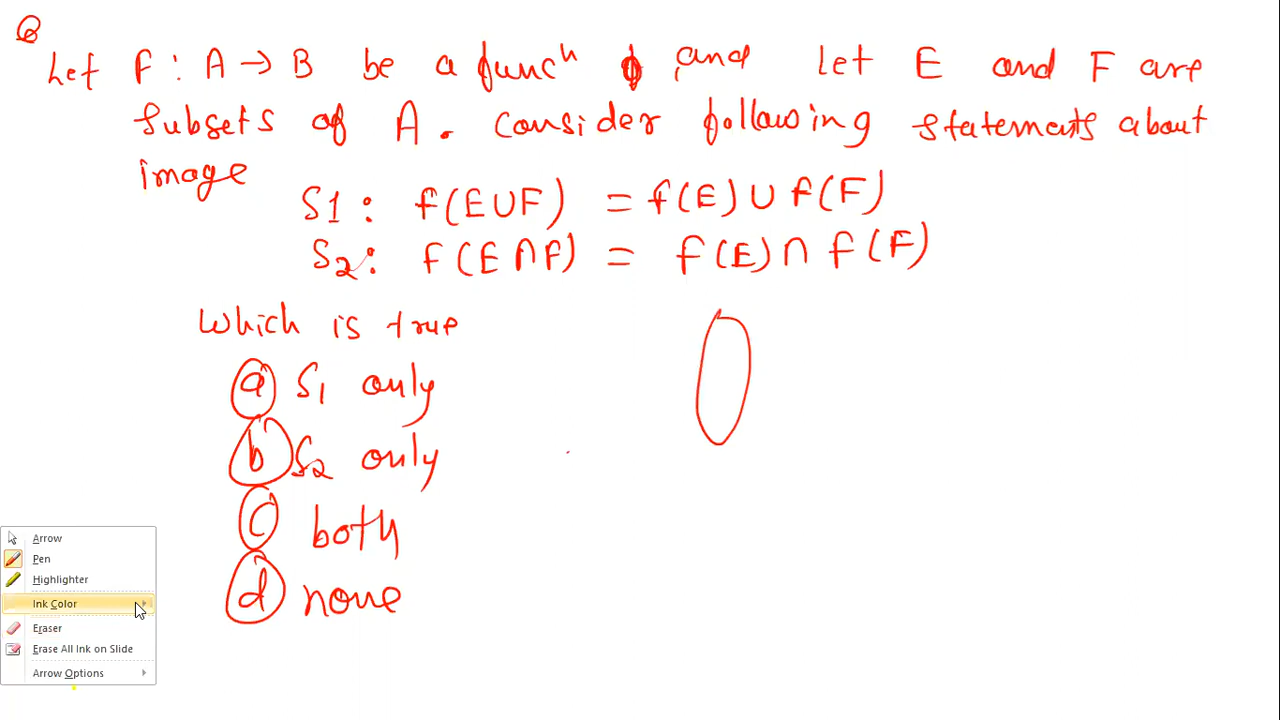 Q
Let f : A → B be a funcn , and let E and F are
subsets of A . consider following statements about
image
S1 : f(E∪F) = f(E) ∪ f(F)
S2 : f(E∩F) = f(E) ∩ f(F)
Which is true
a S1 only
b S2 only
c both
d none
Arrow
Pen
Highlighter
Ink Color
Eraser
Erase All Ink on Slide
Arrow Options